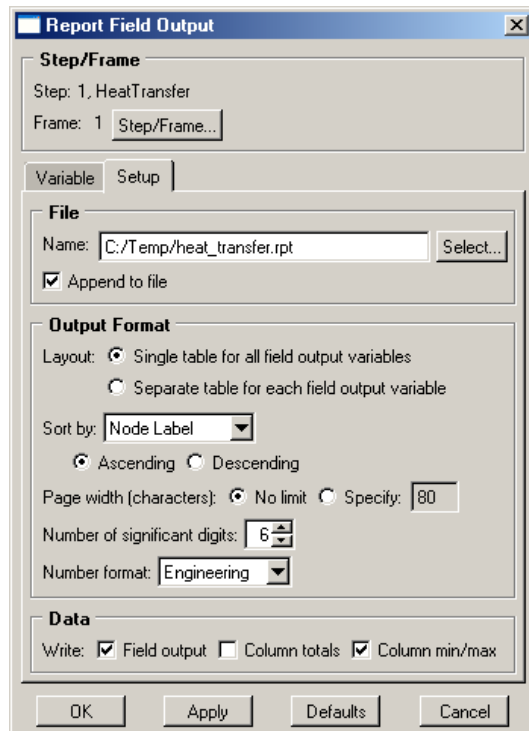 Report Field Output
Step/Frame
Step: 1, HeatTransfer
Frame: 1 Step/Frame...
Variable Setup
File
Name: C:/Temp/heat_transfer.rpt Select...
Append to file
Output Format
Layout: Single table for all field output variables
Separate table for each field output variable
Sort by: Node Label
Ascending Descending
Page width (characters): No limit Specify: 80
Number of significant digits: 6
Number format: Engineering
Data
Write: Field output Column totals Column min/max
OK Apply Defaults Cancel